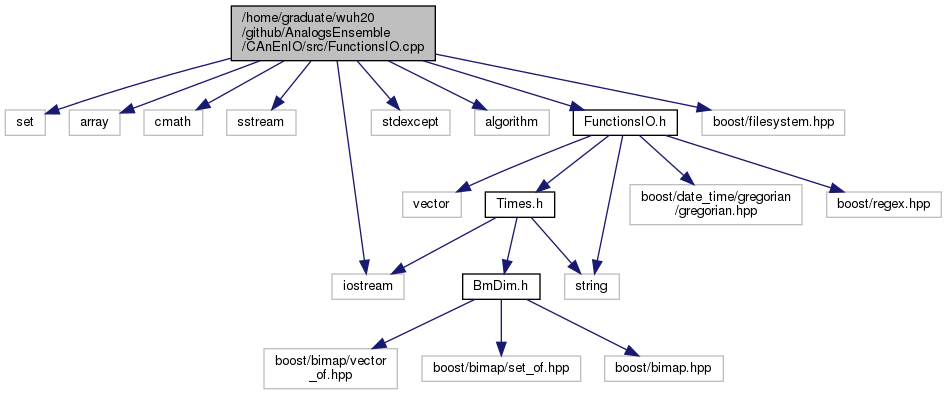 /home/graduate/wuh20
/github/AnalogsEnsemble
/CAnEnIO/src/FunctionsIO.cpp
set
array
cmath
sstream
stdexcept
algorithm
FunctionsIO.h
boost/filesystem.hpp
vector
Times.h
boost/date_time/gregorian
/gregorian.hpp
boost/regex.hpp
iostream
BmDim.h
string
boost/bimap/vector
_of.hpp
boost/bimap/set_of.hpp
boost/bimap.hpp